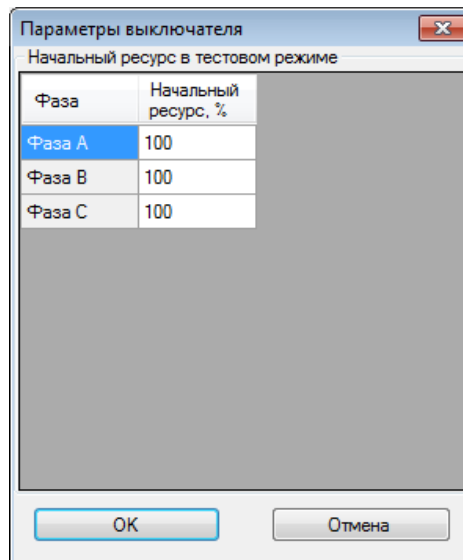 Параметры выключателя
Начальный ресурс в тестовом режиме
Фаза Начальный
ресурс, %
Фаза A 100
Фаза B 100
Фаза C 100
OK Отмена